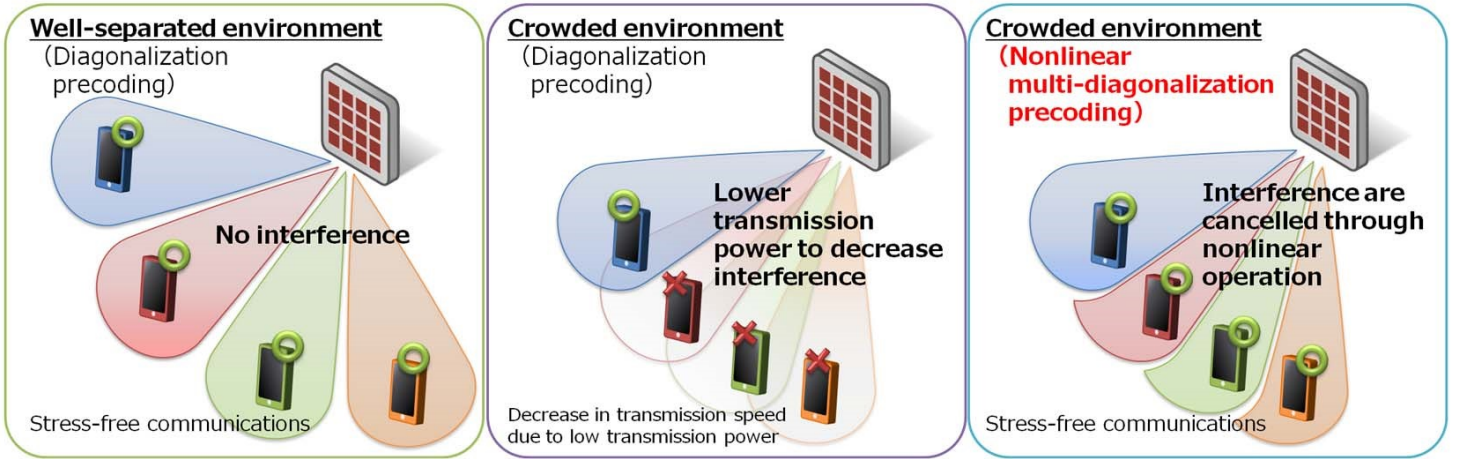 Well-separated environment
（Diagonalization
precoding）
No interference
Stress-free communications
Crowded environment
（Diagonalization
precoding）
Lower
transmission
power to decrease
interference
Decrease in transmission speed
due to low transmission power
Crowded environment
（Nonlinear
multi-diagonalization
precoding）
Interference are
cancelled through
nonlinear
operation
Stress-free communications